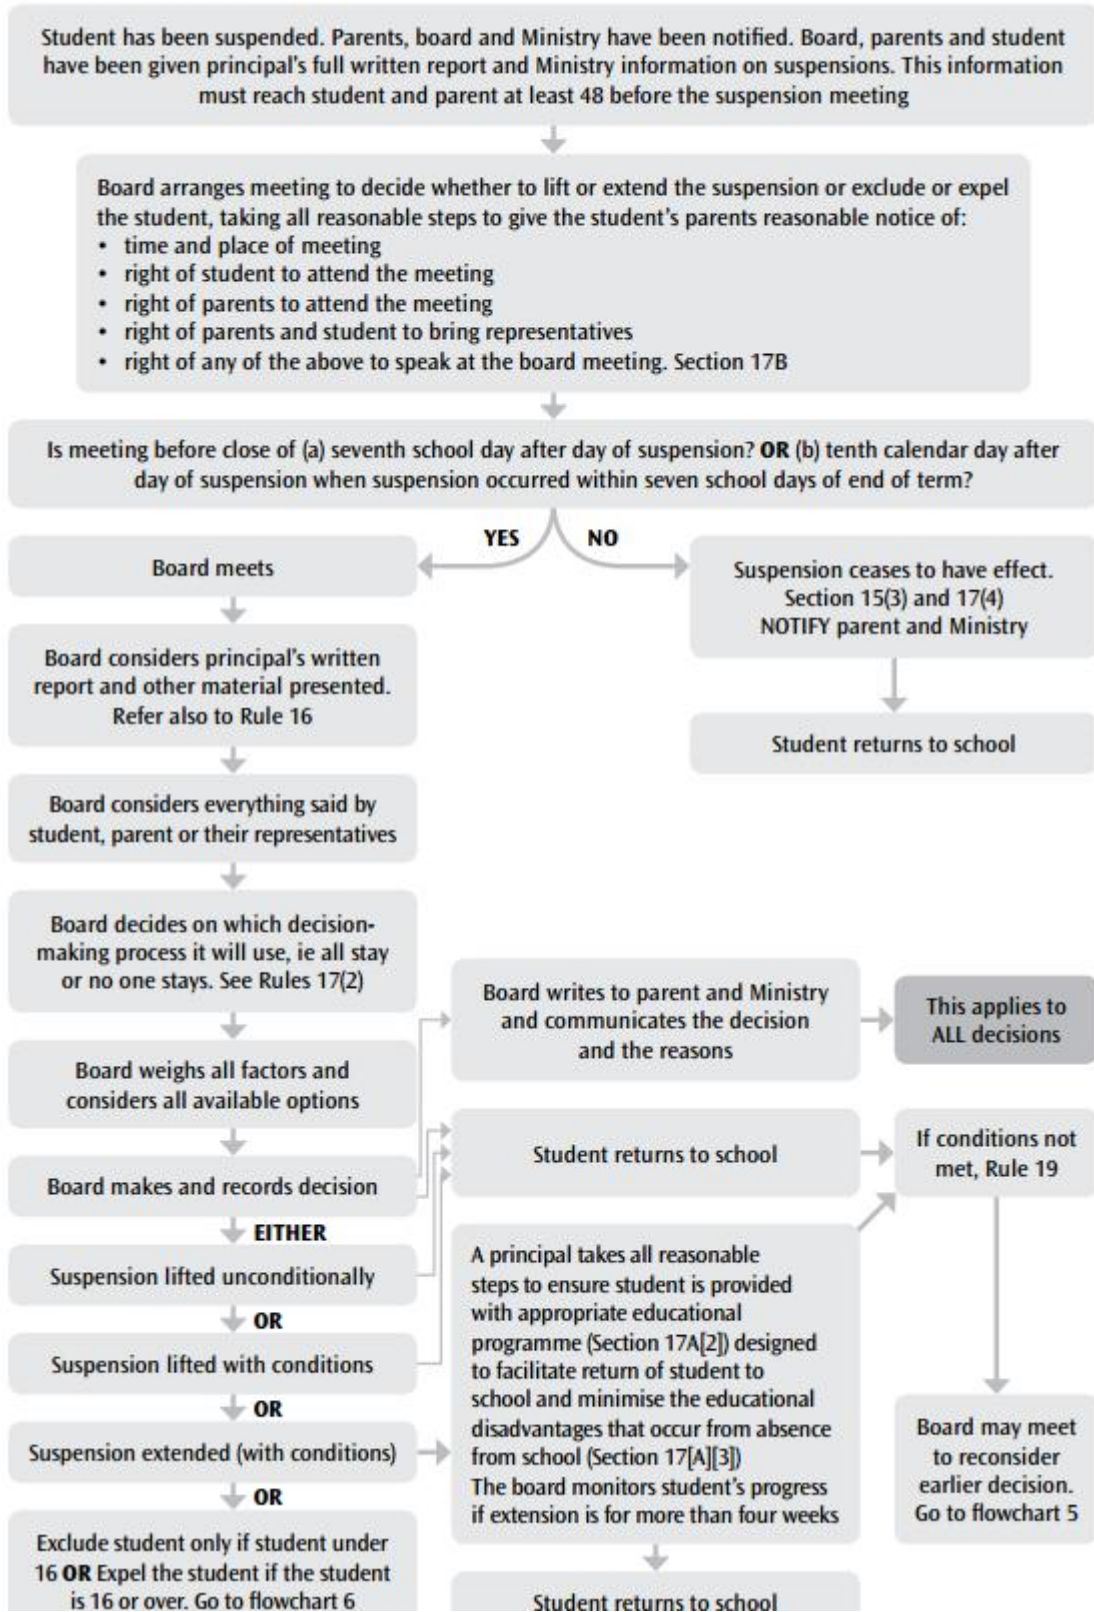 Student has been suspended. Parents, board and Ministry have been notified. Board, parents and student
have been given principal's full written report and Ministry information on suspensions. This information
must reach student and parent at least 48 before the suspension meeting
Board arranges meeting to decide whether to lift or extend the suspension or exclude or expel
the student, taking all reasonable steps to give the student's parents reasonable notice of:
• time and place of meeting
• right of student to attend the meeting
• right of parents to attend the meeting
• right of parents and student to bring representatives
• right of any of the above to speak at the board meeting. Section 17B
Is meeting before close of (a) seventh school day after day of suspension? OR (b) tenth calendar day after
day of suspension when suspension occurred within seven school days of end of term?
YES
NO
Board meets
Suspension ceases to have effect.
Section 15(3) and 17(4)
NOTIFY parent and Ministry
Student returns to school
Board considers principal's written
report and other material presented.
Refer also to Rule 16
Board considers everything said by
student, parent or their representatives
Board decides on which decision-
making process it will use, ie all stay
or no one stays. See Rules 17(2)
Board weighs all factors and
considers all available options
Board makes and records decision
Board writes to parent and Ministry
and communicates the decision
and the reasons
This applies to
ALL decisions
EITHER
Suspension lifted unconditionally
OR
Suspension lifted with conditions
Student returns to school
If conditions not
met, Rule 19
OR
Suspension extended (with conditions)
A principal takes all reasonable
steps to ensure student is provided
with appropriate educational
programme (Section 17A[2]) designed
to facilitate return of student to
school and minimise the educational
disadvantages that occur from absence
from school (Section 17[A][3])
The board monitors student's progress
if extension is for more than four weeks
Board may meet
to reconsider
earlier decision.
Go to flowchart 5
OR
Exclude student only if student under
16 OR Expel the student if the student
is 16 or over. Go to flowchart 6
Student returns to school